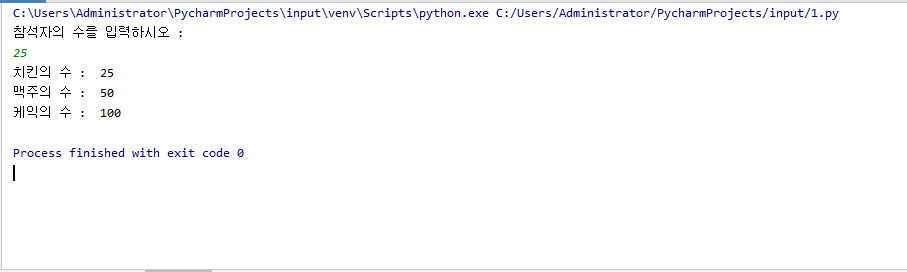 C:\Users\Administrator\PycharmProjects\input\venv\Scripts\python.exe C:/Users/Administrator/PycharmProjects/input/1.py
참석자의 수를 입력하시오 :
25
치킨의 수 :  25
맥주의 수 :  50
케익의 수 :  100
Process finished with exit code 0